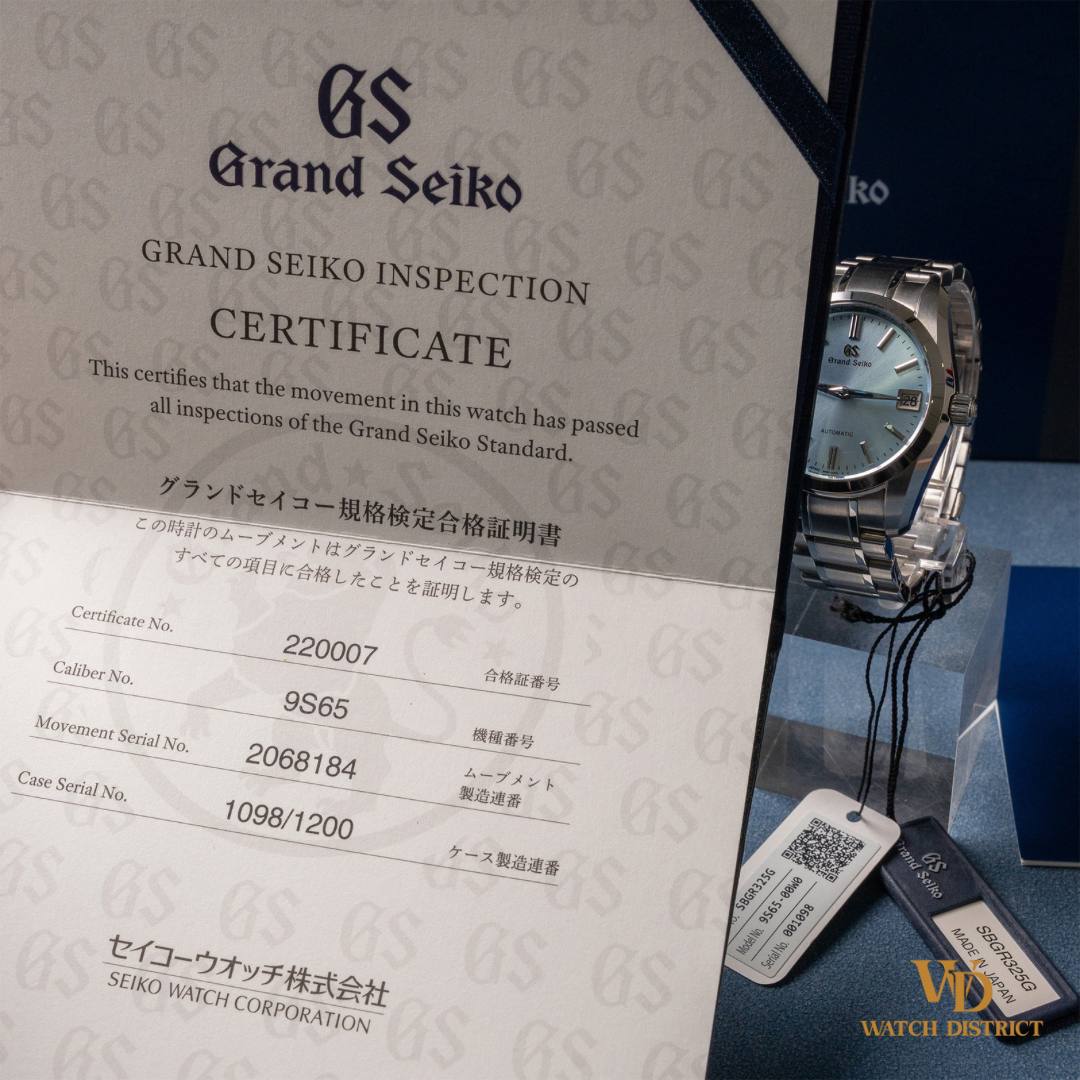 GS
Grand Seiko
GRAND SEIKO INSPECTION
CERTIFICATE
This certifies that the movement in this watch has passed
all inspections of the Grand Seiko Standard.
グランドセイコー規格検定合格証明書
この時計のムーブメントはグランドセイコー規格検定の
すべての項目に合格したことを証明します。
Certificate No. 220007 合格証番号
Caliber No. 9S65 機種番号
Movement Serial No. 2068184 ムーブメント
製造連番
Case Serial No. 1098/1200 ケース製造連番
セイコーウオッチ株式会社
SEIKO WATCH CORPORATION
ko
GS
Grand Seiko
28
AUTOMATIC
SBGR325G
Model No. 9S65-00W0
Serial No. 001098
GS
Grand Seiko
SBGR325G
MADE IN JAPAN
WD
WATCH DISTRICT